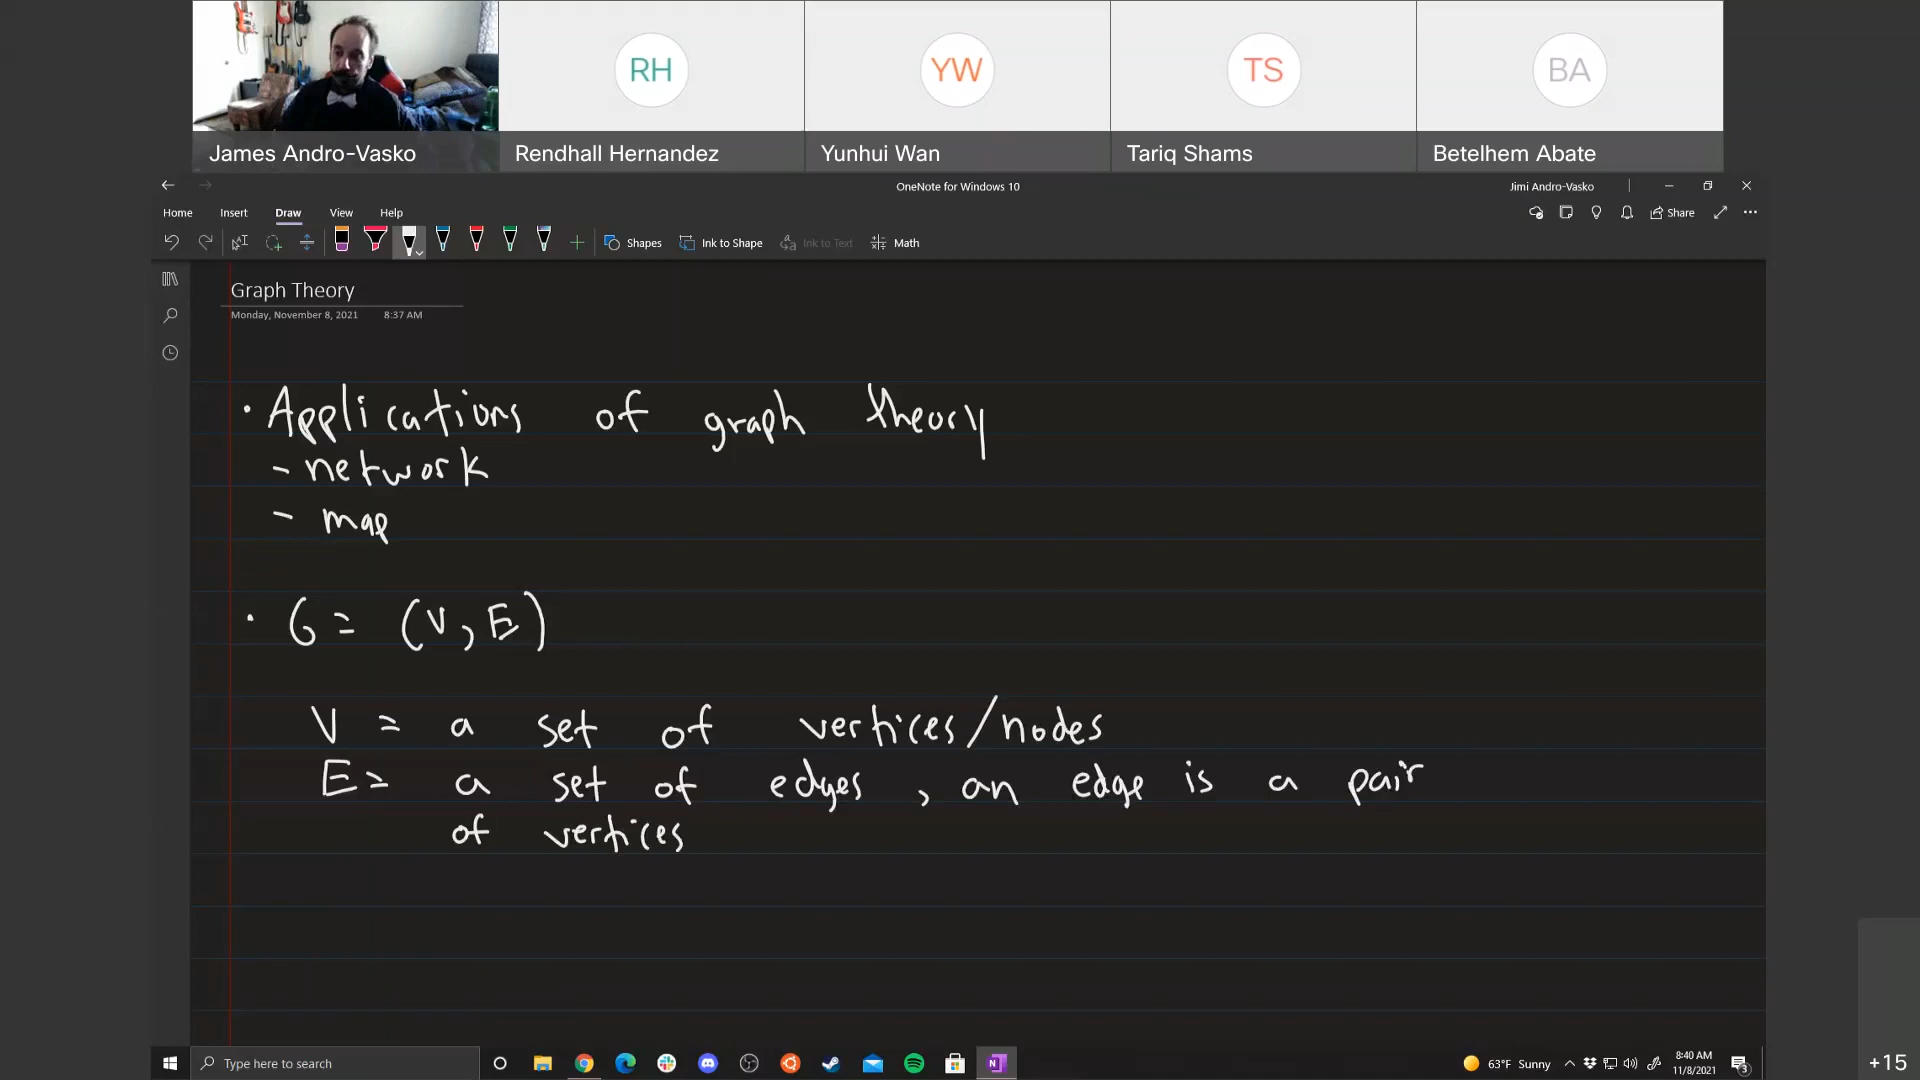 RH YW TS BA
James Andro-Vasko Rendhall Hernandez Yunhui Wan Tariq Shams Betelhem Abate
OneNote for Windows 10 Jimi Andro-Vasko
Home Insert Draw View Help Share
Shapes Ink to Shape Ink to Text Math
Graph Theory
Monday, November 8, 2021 8:37 AM
· Applications of graph theory
- network
- map
· G = (V, E)
V = a set of vertices/nodes
E = a set of edges, an edge is a pair
of vertices
Type here to search 63°F Sunny 8:40 AM
11/8/2021 3
+15